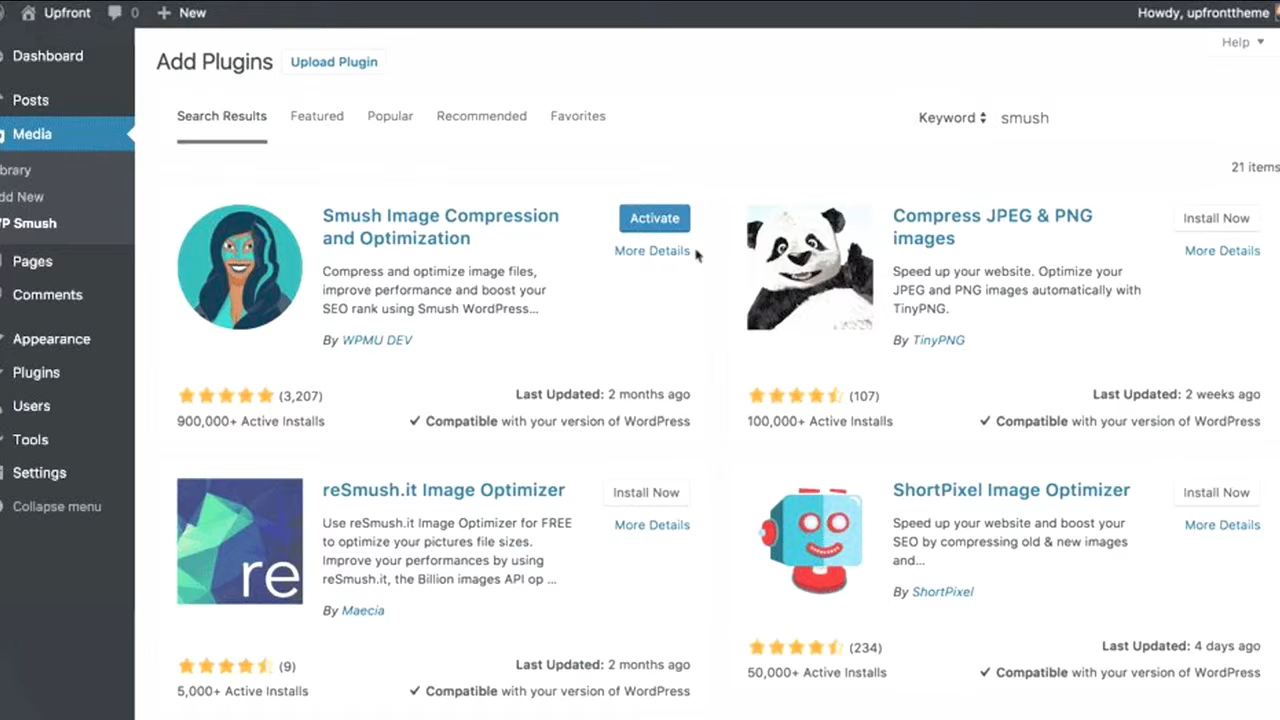 Upfront 0 + New Howdy, upfronttheme
Dashboard
Posts
Media
ibrary
dd New
VP Smush
Pages
Comments
Appearance
Plugins
Users
Tools
Settings
Collapse menu
Help
Add Plugins Upload Plugin
Search Results Featured Popular Recommended Favorites Keyword smush
21 items
Smush Image Compression
and Optimization
Activate
More Details
Compress and optimize image files,
improve performance and boost your
SEO rank using Smush WordPress...
By WPMU DEV
(3,207)
900,000+ Active Installs
Last Updated: 2 months ago
✓ Compatible with your version of WordPress
Compress JPEG & PNG
images
Install Now
More Details
Speed up your website. Optimize your
JPEG and PNG images automatically with
TinyPNG.
By TinyPNG
(107)
100,000+ Active Installs
Last Updated: 2 weeks ago
✓ Compatible with your version of WordPress
re
reSmush.it Image Optimizer
Install Now
More Details
Use reSmush.it Image Optimizer for FREE
to optimize your pictures file sizes.
Improve your performances by using
reSmush.it, the Billion images API op ...
By Maecia
(9)
5,000+ Active Installs
Last Updated: 2 months ago
✓ Compatible with your version of WordPress
ShortPixel Image Optimizer
Install Now
More Details
Speed up your website and boost your
SEO by compressing old & new images
and...
By ShortPixel
(234)
50,000+ Active Installs
Last Updated: 4 days ago
✓ Compatible with your version of WordPress